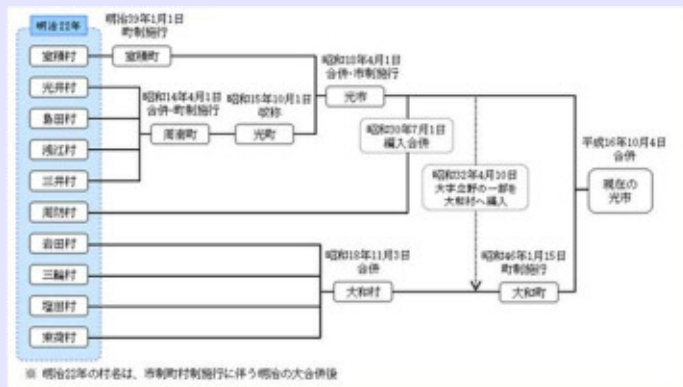 明治22年
明治39年1月1日
町制施行
室積村
室積町
昭和18年4月1日
合併・市制施行
光井村
昭和14年4月1日
合併・町制施行
昭和15年10月1日
改称
光市
島田村
周南町
光町
昭和30年7月1日
編入合併
浅江村
平成16年10月4日
合併
三井村
昭和32年4月10日
大字立野の一部を
大和村へ編入
現在の
光市
周防村
岩田村
昭和18年11月3日
合併
昭和46年1月15日
町制施行
三輪村
大和村
大和町
塩田村
東荷村
※ 明治22年の村名は、市制町村制施行に伴う明治の大合併後